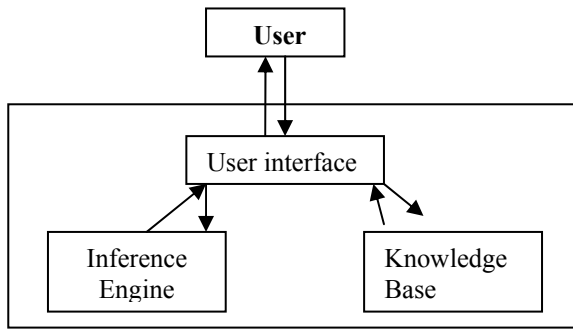 User
User interface
Inference
Engine
Knowledge
Base